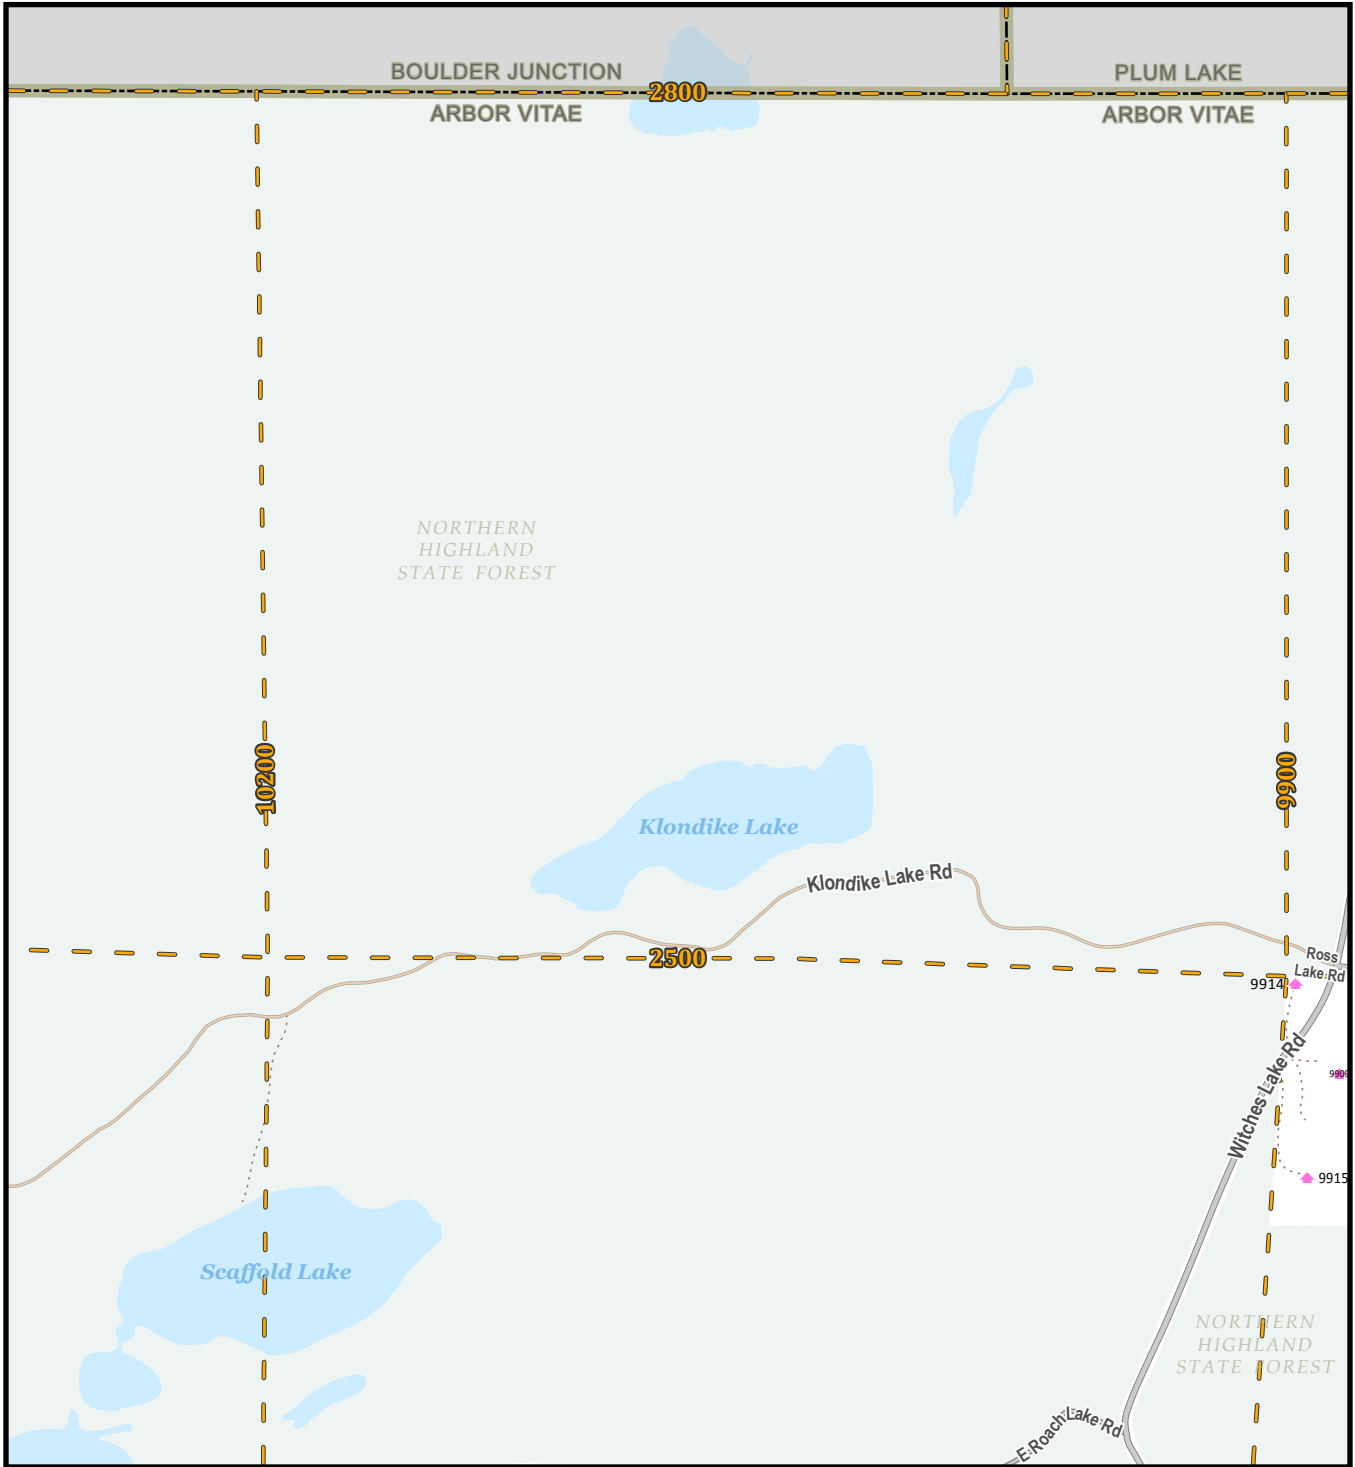 BOULDER JUNCTION
PLUM LAKE
2800
ARBOR VITAE
ARBOR VITAE
NORTHERN
HIGHLAND
STATE FOREST
10200
9900
Klondike Lake
Klondike Lake Rd
2500
Ross
Lake Rd
9914
Witches Lake Rd
9909
9915
Scaffold Lake
NORTHERN
HIGHLAND
STATE FOREST
E Roach Lake Rd